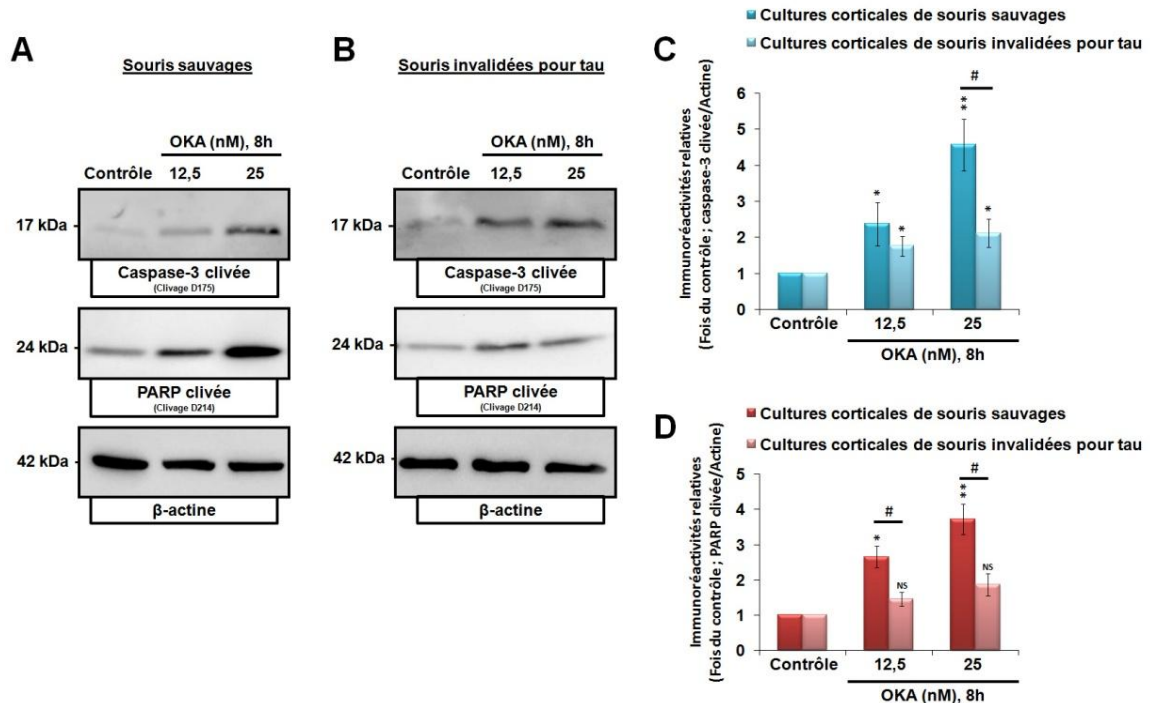 A
Souris sauvages
OKA (nM), 8h
Contrôle
12,5
25
17 kDa
Caspase-3 clivée
(Clivage D175)
24 kDa
PARP clivée
(Clivage D214)
42 kDa
β-actine
B
Souris invalidées pour tau
OKA (nM), 8h
Contrôle
12,5
25
17 kDa
Caspase-3 clivée
(Clivage D175)
24 kDa
PARP clivée
(Clivage D214)
42 kDa
β-actine
C
Cultures corticales de souris sauvages
Cultures corticales de souris invalidées pour tau
Immunoréactivités relatives
(Fois du contrôle ; caspase-3 clivée/Actine)
6
5
4
3
2
1
0
*
*
**
#
*
Contrôle
12,5
25
OKA (nM), 8h
D
Cultures corticales de souris sauvages
Cultures corticales de souris invalidées pour tau
Immunoréactivités relatives
(Fois du contrôle ; PARP clivée/Actine)
5
4
3
2
1
0
#
*
NS
#
**
NS
Contrôle
12,5
25
OKA (nM), 8h